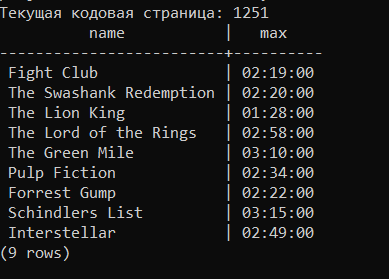 Текущая кодовая страница: 1251
name | max
--------------------------+----------
Fight Club | 02:19:00
The Swashank Redemption | 02:20:00
The Lion King | 01:28:00
The Lord of the Rings | 02:58:00
The Green Mile | 03:10:00
Pulp Fiction | 02:34:00
Forrest Gump | 02:22:00
Schindlers List | 03:15:00
Interstellar | 02:49:00
(9 rows)